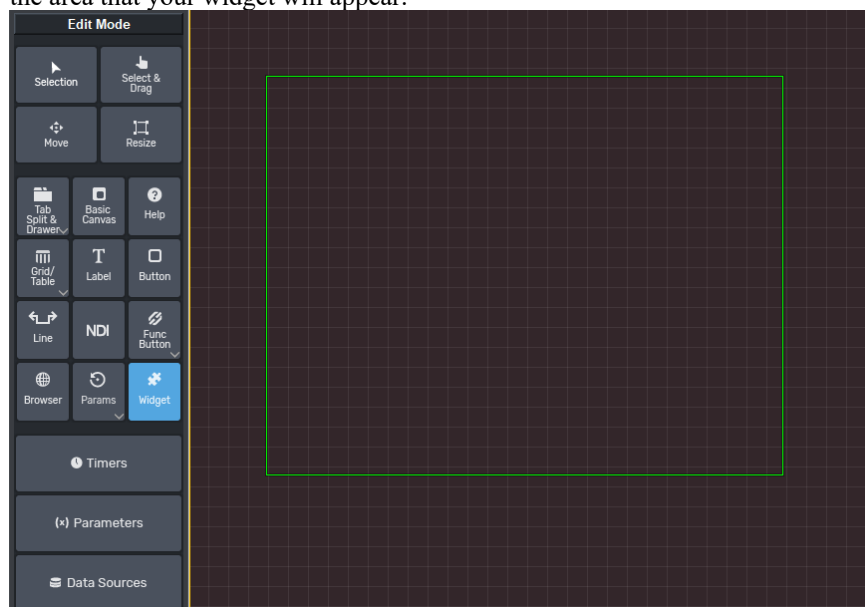 the area that your widget will appear.
Edit Mode
Selection
Select &
Drag
Move
Resize
Tab
Split &
Drawer
Basic
Canvas
Help
Grid/
Table
T
Label
Button
Line
NDI
Func
Button
Browser
Params
Widget
Timers
(x) Parameters
Data Sources